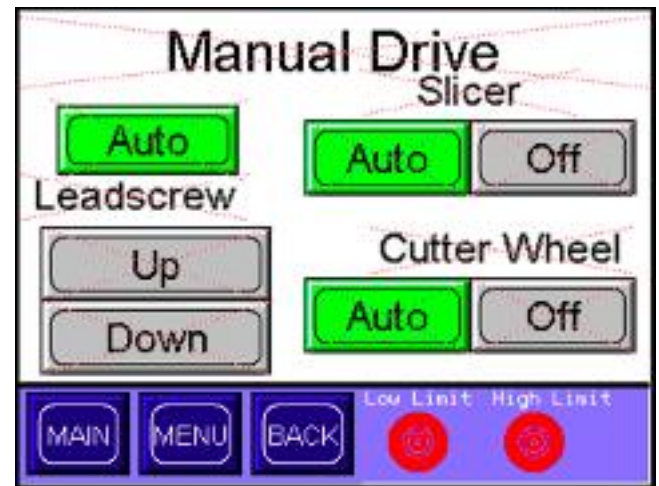 Manual Drive
Slicer
Auto
Auto Off
Leadscrew
Up
Cutter Wheel
Down
Auto Off
MAIN MENU BACK
Low Limit High Limit